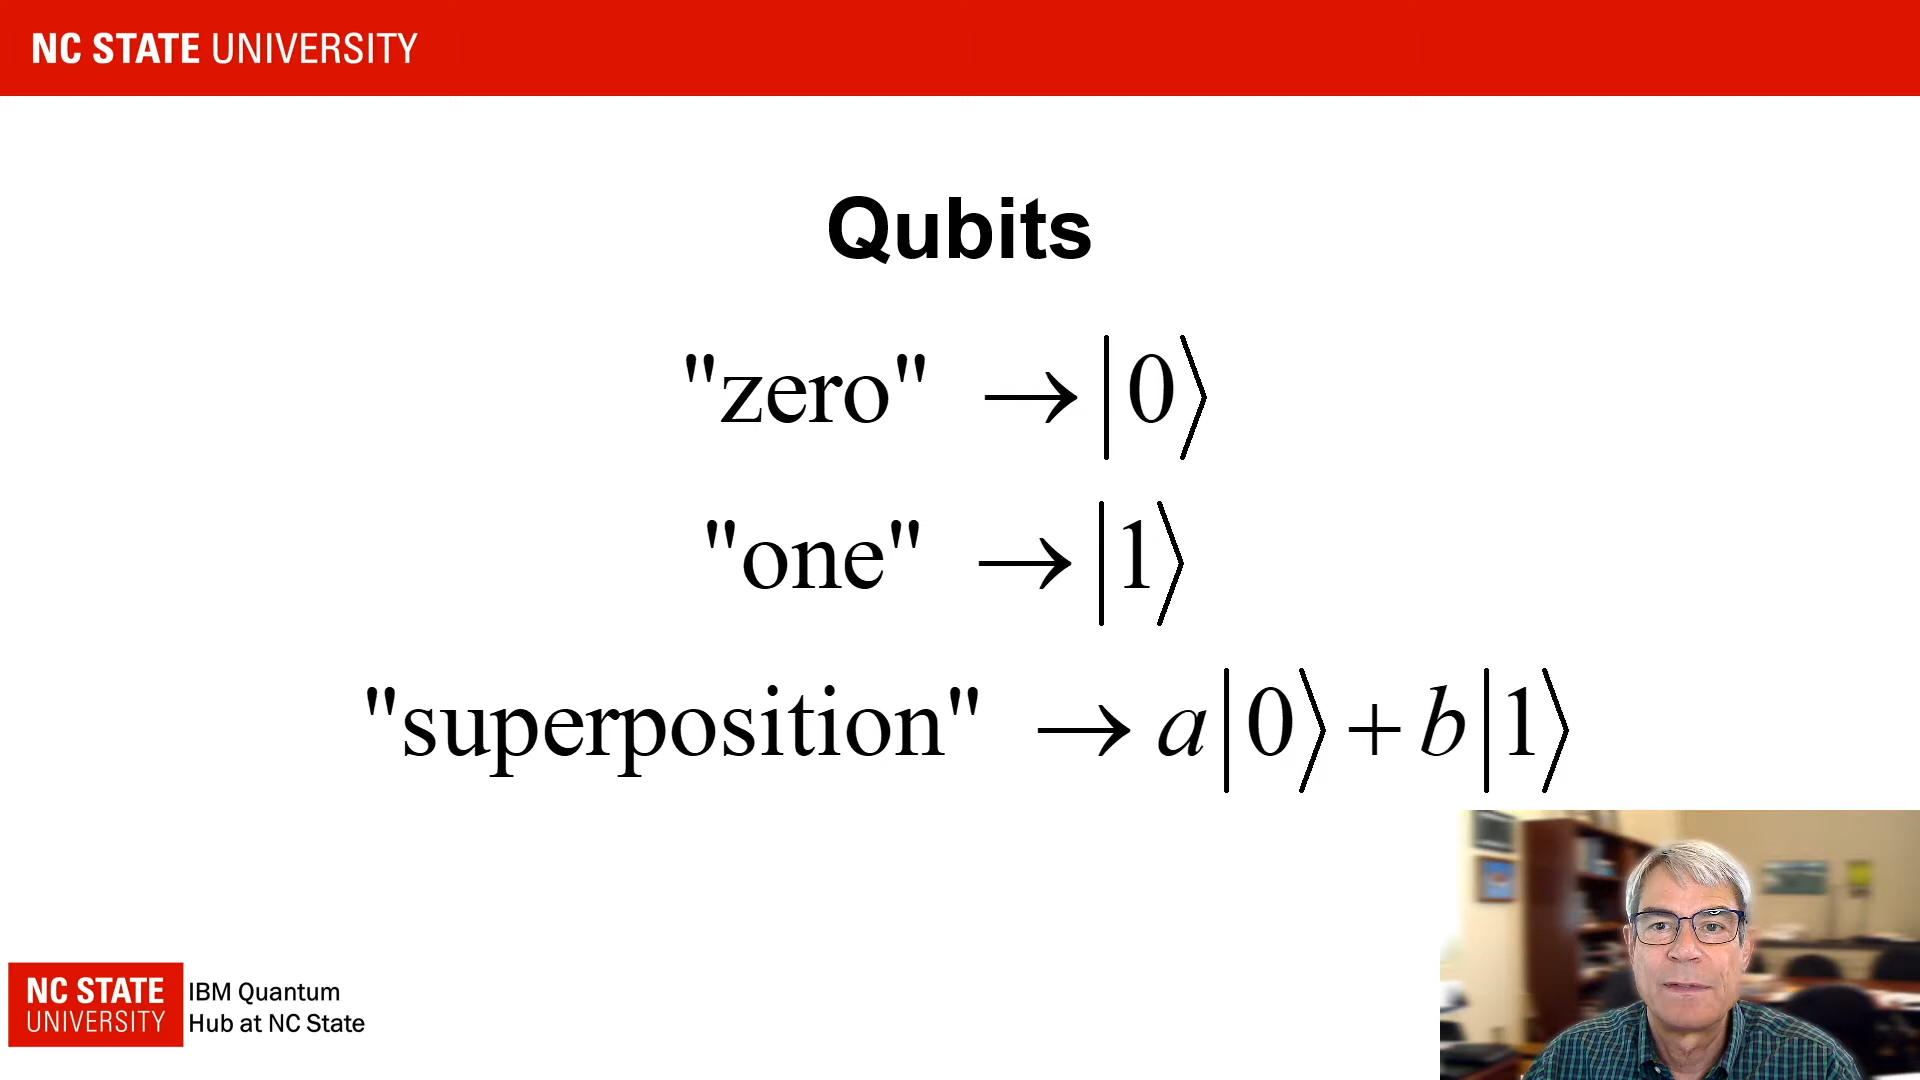 NC STATE UNIVERSITY
Qubits
"zero" → |0⟩
"one" → |1⟩
"superposition" → a|0⟩ + b|1⟩
NC STATE
UNIVERSITY
IBM Quantum
Hub at NC State